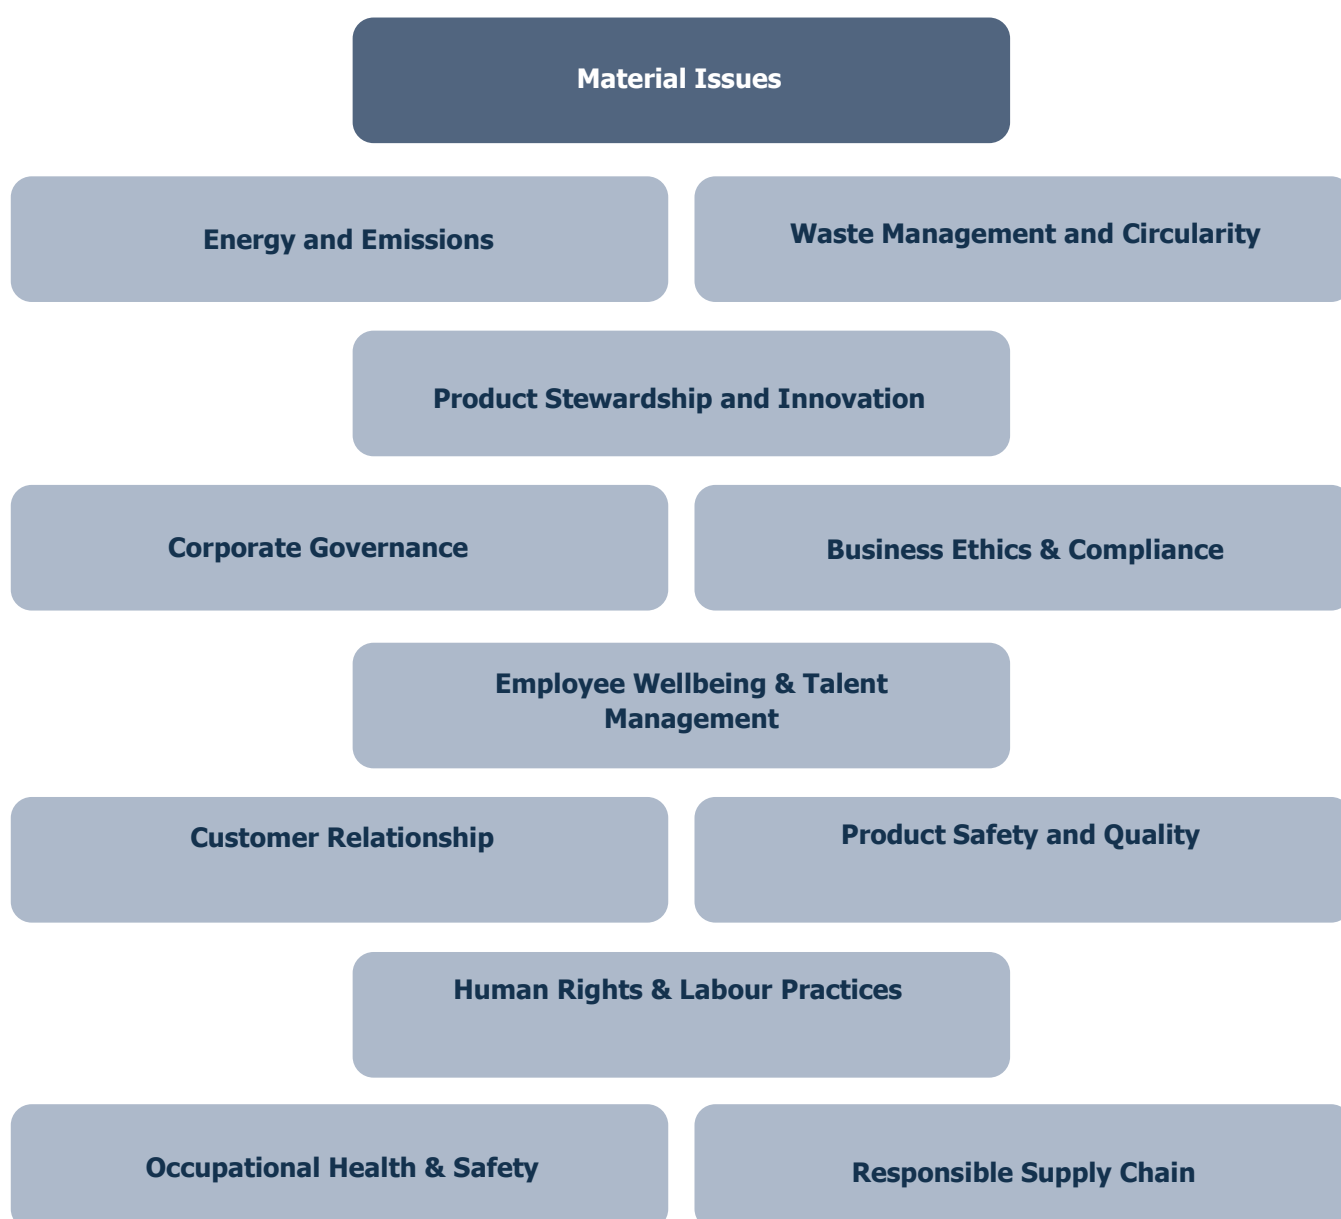 Material Issues
Energy and Emissions
Waste Management and Circularity
Product Stewardship and Innovation
Corporate Governance
Business Ethics & Compliance
Employee Wellbeing & Talent
Management
Customer Relationship
Product Safety and Quality
Human Rights & Labour Practices
Occupational Health & Safety
Responsible Supply Chain